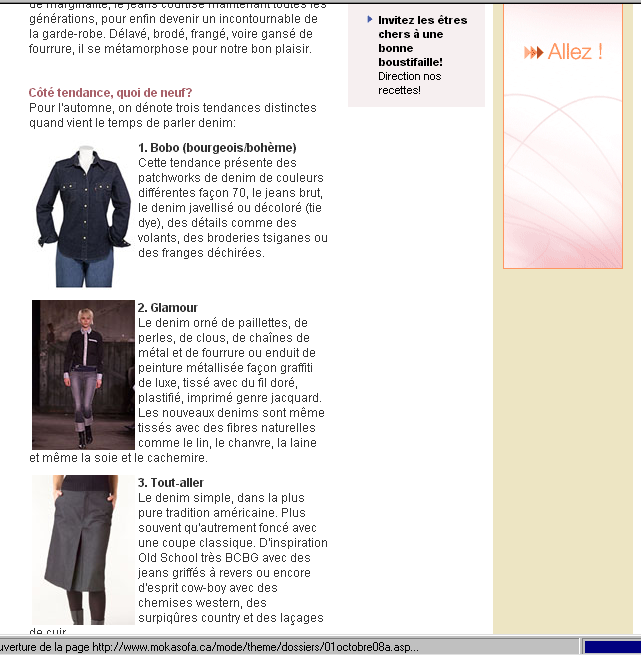 de marginalité, le jeans courtise maintenant toutes les
générations, pour enfin devenir un incontournable de
la garde-robe. Délavé, brodé, frangé, voire gansé de
fourrure, il se métamorphose pour notre bon plaisir.
Côté tendance, quoi de neuf?
Pour l'automne, on dénote trois tendances distinctes
quand vient le temps de parler denim:
1. Bobo (bourgeois/bohème)
Cette tendance présente des
patchworks de denim de couleurs
différentes façon 70, le jeans brut,
le denim javellisé ou décoloré (tie
dye), des détails comme des
volants, des broderies tsiganes ou
des franges déchirées.
2. Glamour
Le denim orné de paillettes, de
perles, de clous, de chaînes de
métal et de fourrure ou enduit de
peinture métallisée façon graffiti
de luxe, tissé avec du fil doré,
plastifié, imprimé genre jacquard.
Les nouveaux denims sont même
tissés avec des fibres naturelles
comme le lin, le chanvre, la laine
et même la soie et le cachemire.
3. Tout-aller
Le denim simple, dans la plus
pure tradition américaine. Plus
souvent qu'autrement foncé avec
une coupe classique. D'inspiration
Old School très BCBG avec des
jeans griffés à revers ou encore
d'esprit cow-boy avec des
chemises western, des
surpiqûres country et des laçages
de cuir
Invitez les êtres
chers à une
bonne
boustifaille!
Direction nos
recettes!
Allez !
uverture de la page http://www.mokasofa.ca/mode/theme/dossiers/01octobre08a.asp...